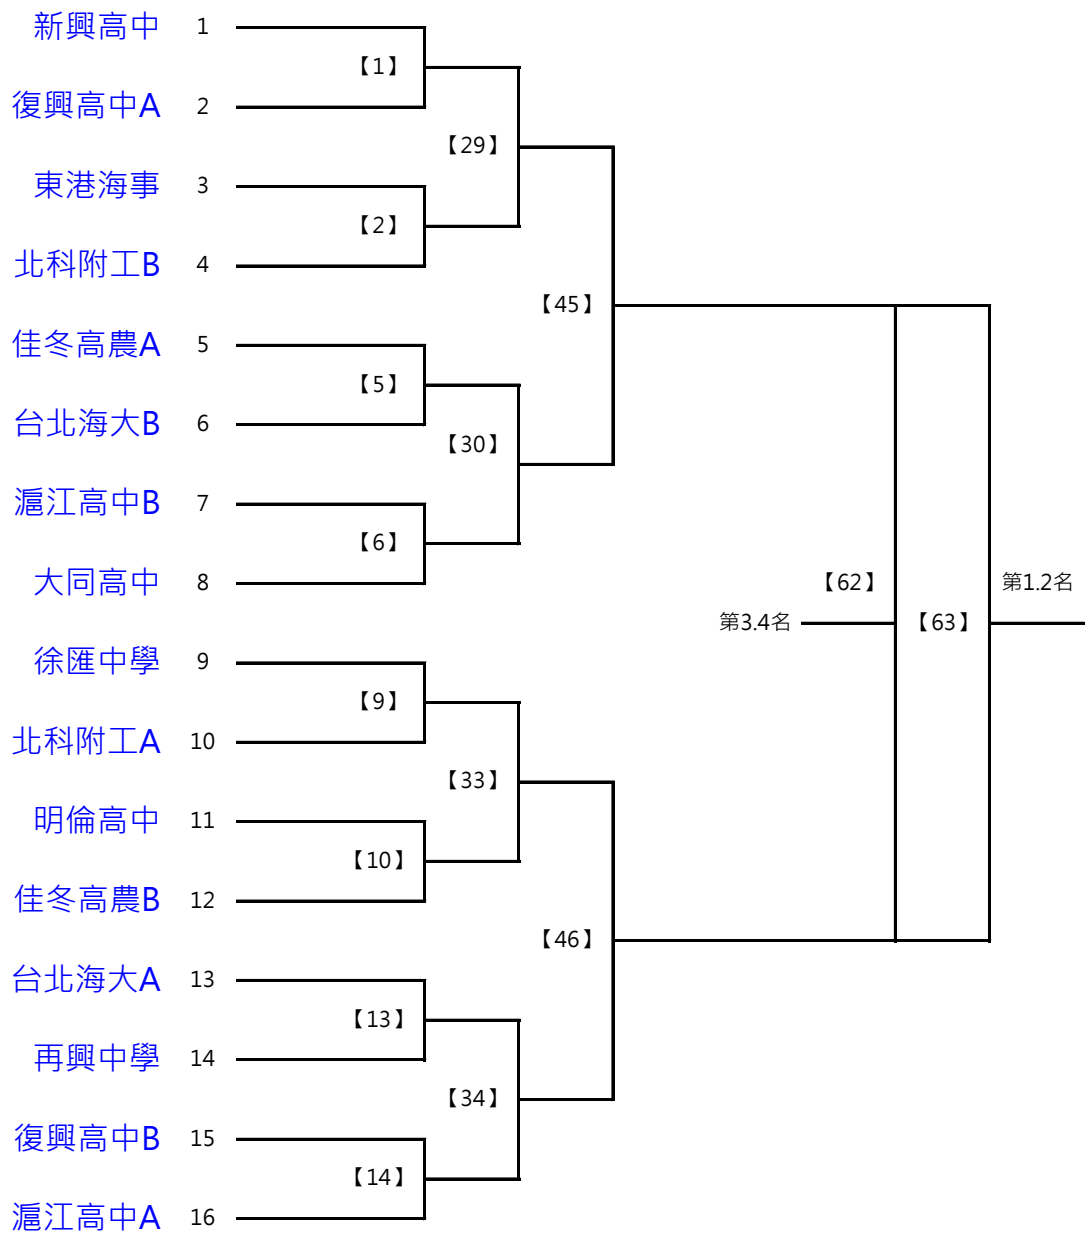 新興高中 1
【1】
復興高中A 2
【29】
東港海事 3
【2】
北科附工B 4
【45】
佳冬高農A 5
【5】
台北海大B 6
【30】
滬江高中B 7
【6】
大同高中 8
【62】
第1.2名
第3.4名
【63】
徐匯中學 9
【9】
北科附工A 10
【33】
明倫高中 11
【10】
佳冬高農B 12
【46】
台北海大A 13
【13】
再興中學 14
【34】
復興高中B 15
【14】
滬江高中A 16